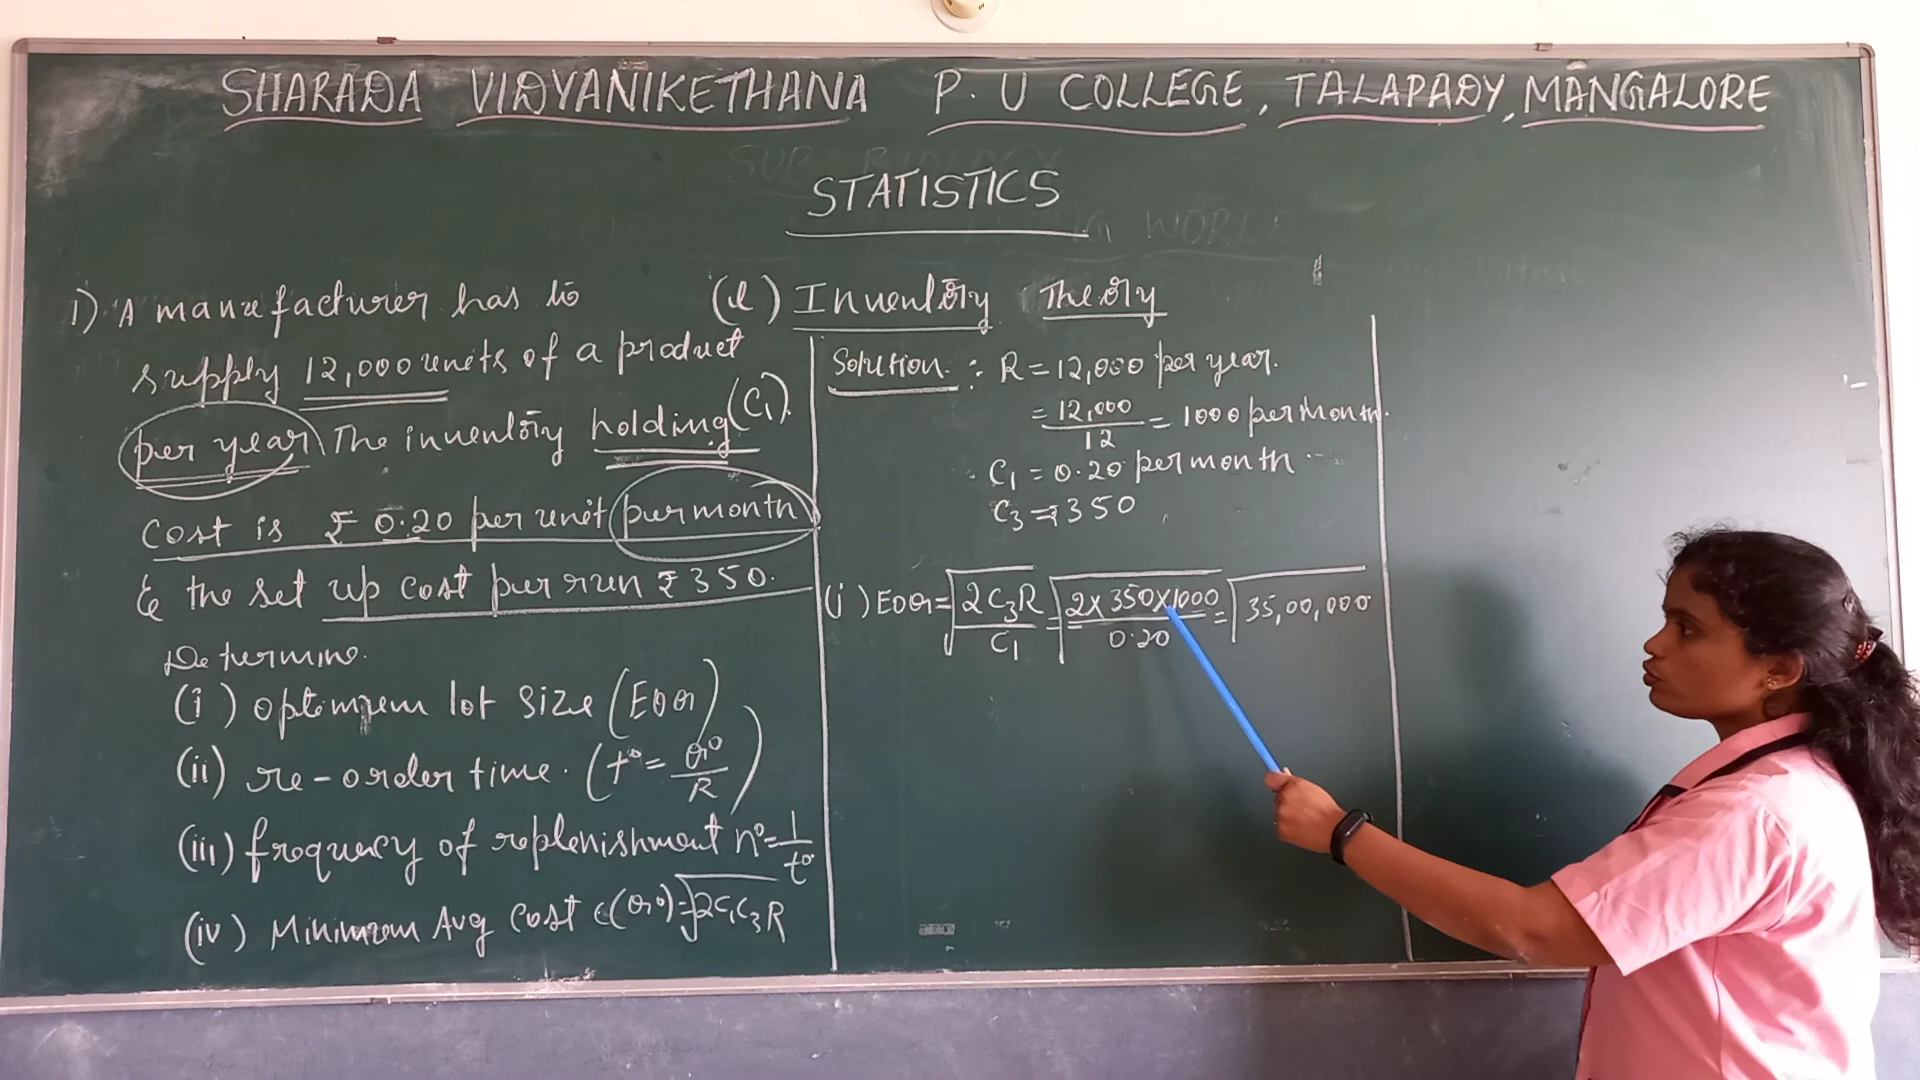 SHARADA VIDYANIKETHANA P.U COLLEGE, TALAPADY, MANGALORE
STATISTICS
1) A manufacturer has to
supply 12,000 units of a product
per year. The inventory holding (C₁)
cost is ₹ 0.20 per unit per month
& the set up cost per run ₹ 350.
Determine.
(i) optimum lot size (EOQ)
(ii) re-order time. (t° = Q°/R)
(iii) frequency of replenishment n° = 1/t°
(iv) Minimum Avg cost C(Q°) = √2C₁C₃R
Inventory Theory
Solution : R = 12,000 per year.
= 12,000/12 = 1000 per month.
C₁ = 0.20 per month
C₃ = ₹350
(i) EOQ = √2C₃R/C₁ = √2×350×1000/0.20 = √35,00,000